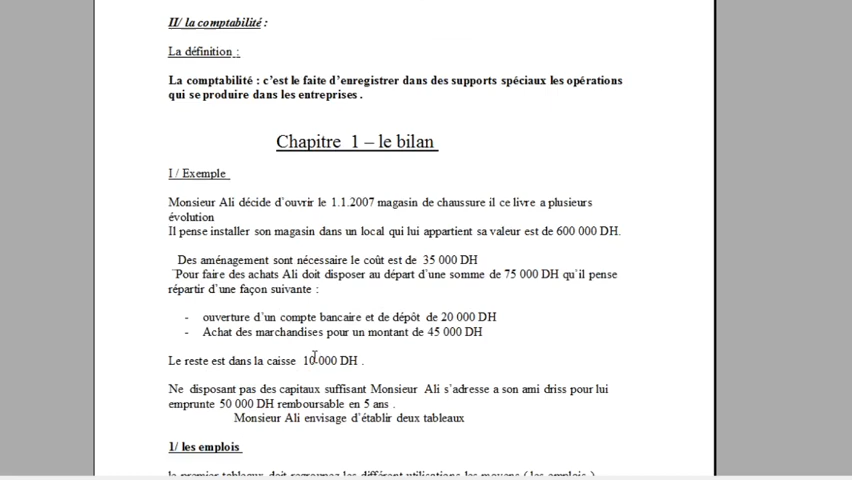 II/ la comptabilité :
La définition :
La comptabilité : c'est le faite d'enregistrer dans des supports spéciaux les opérations
qui se produire dans les entreprises .
Chapitre 1 – le bilan
I / Exemple
Monsieur Ali décide d'ouvrir le 1.1.2007 magasin de chaussure il ce livre a plusieurs
évolution
Il pense installer son magasin dans un local qui lui appartient sa valeur est de 600 000 DH.
Des aménagement sont nécessaire le coût est de 35 000 DH
Pour faire des achats Ali doit disposer au départ d'une somme de 75 000 DH qu'il pense
répartir d'une façon suivante :
- ouverture d'un compte bancaire et de dépôt de 20 000 DH
- Achat des marchandises pour un montant de 45 000 DH
Le reste est dans la caisse 10 000 DH .
Ne disposant pas des capitaux suffisant Monsieur Ali s'adresse a son ami driss pour lui
emprunte 50 000 DH remboursable en 5 ans .
Monsieur Ali envisage d'établir deux tableaux
1/ les emplois
le premier tableaux doit regroupez les différent utilisations les moyens ( les emplois )